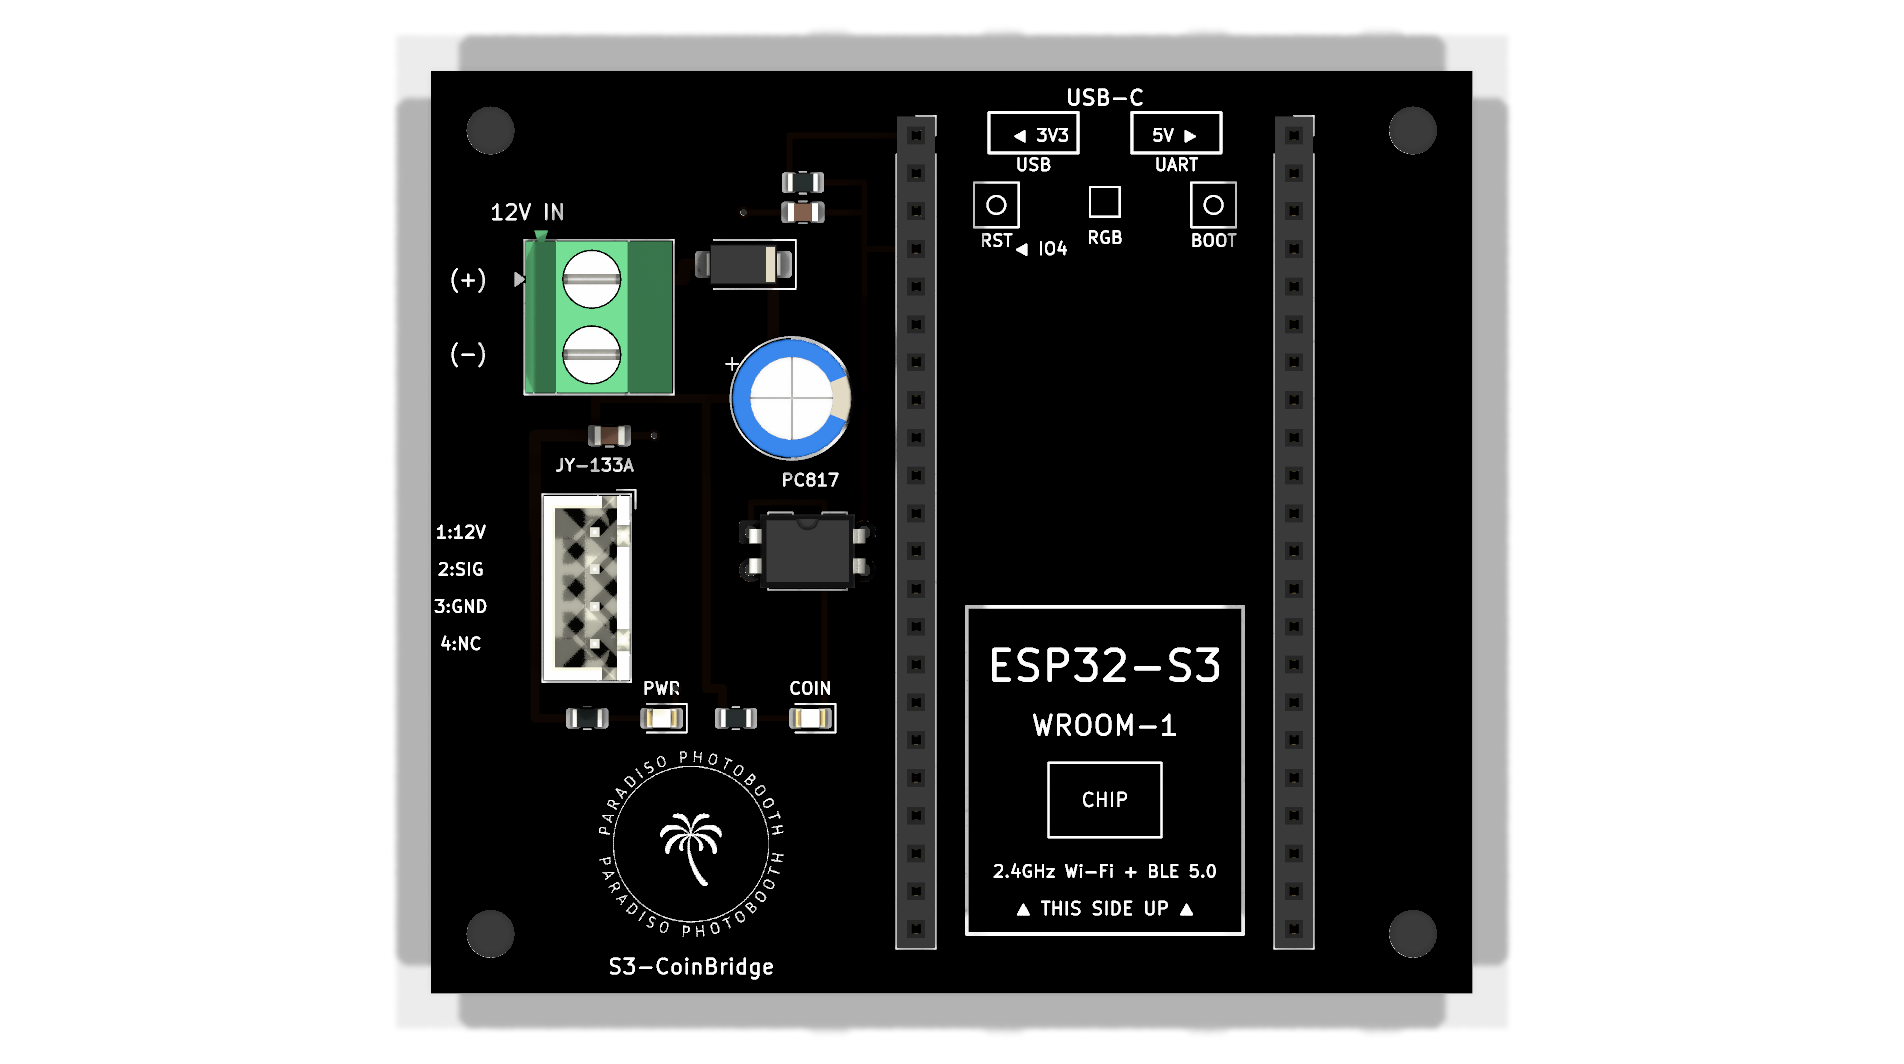 USB-C
◄ 3V3
5V ►
USB
UART
RST
◄ IO4
RGB
BOOT
12V IN
(+)
(-)
+
JY-133A
PC817
1:12V
2:SIG
3:GND
4:NC
PWR
COIN
PARADISO PHOTOBOOTH
PARADISO PHOTOBOOTH
S3-CoinBridge
ESP32-S3
WROOM-1
CHIP
2.4GHz Wi-Fi + BLE 5.0
▲ THIS SIDE UP ▲